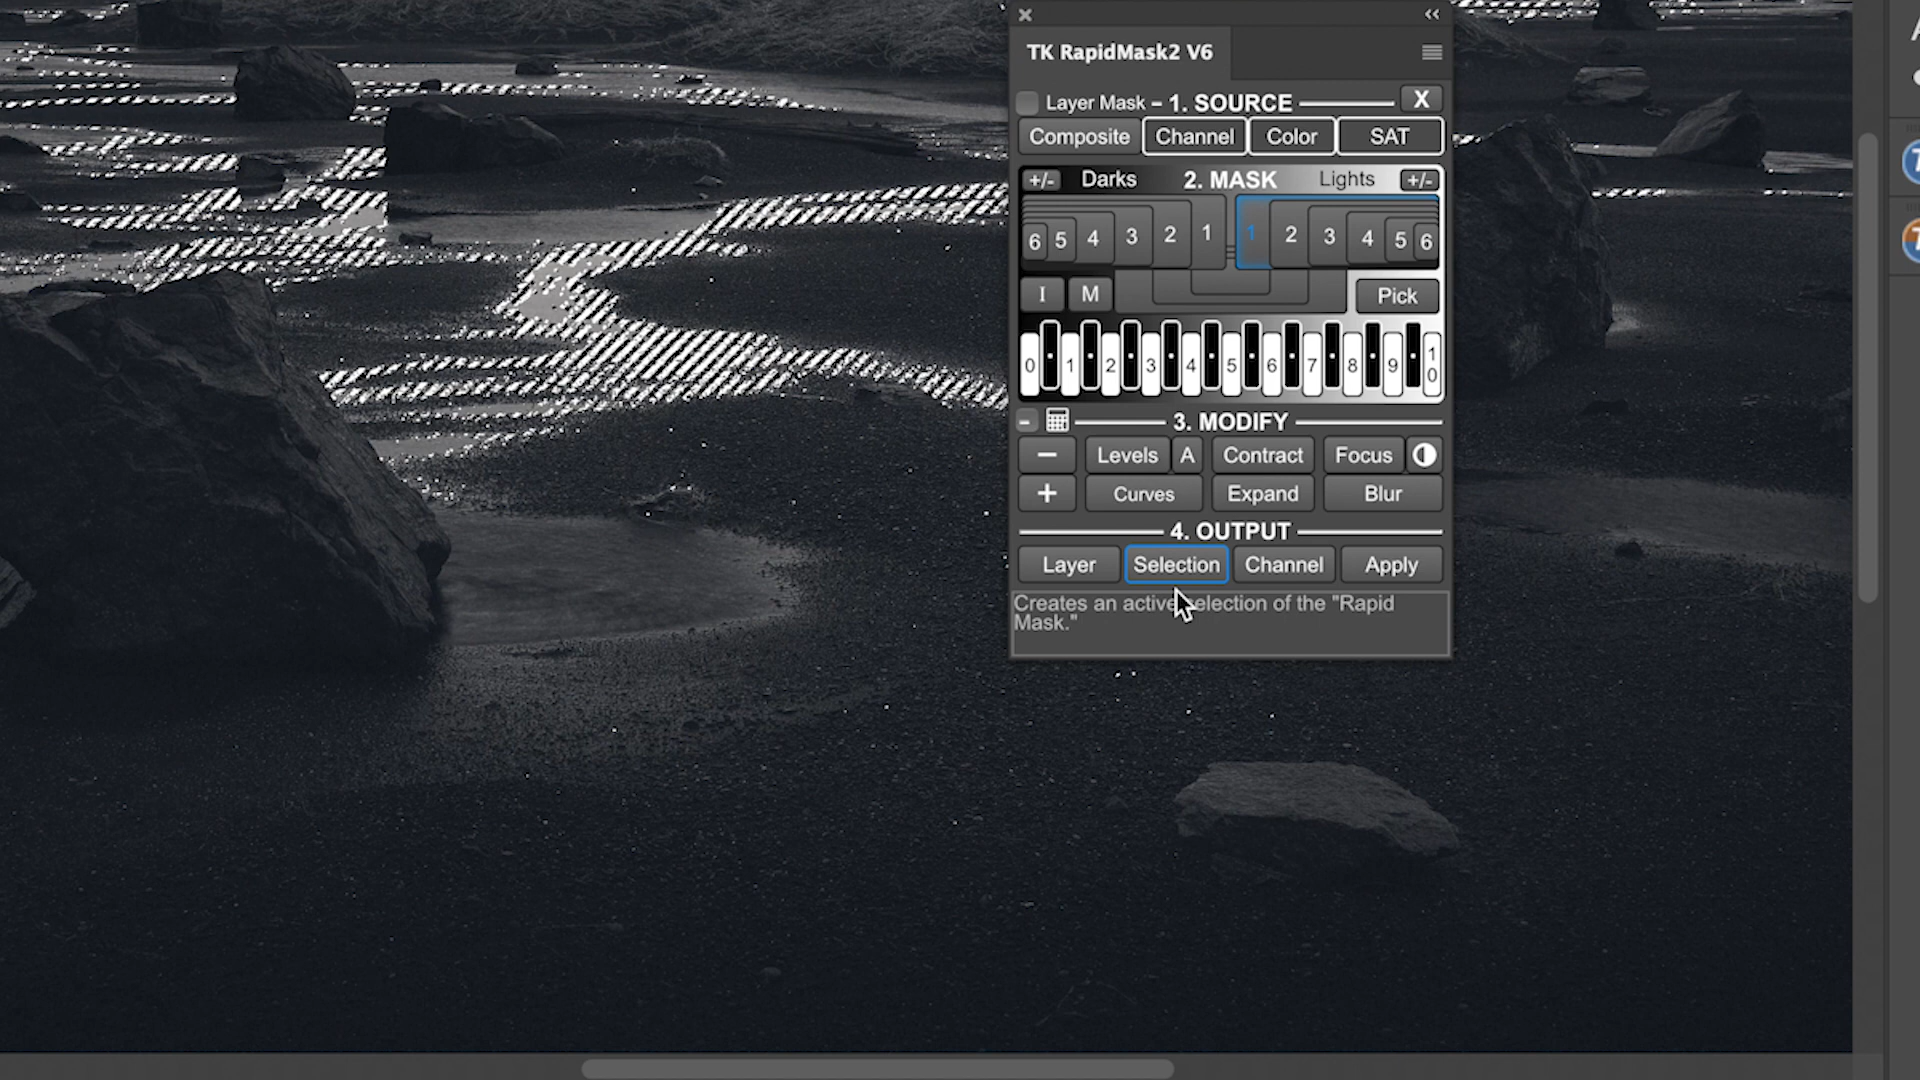 TK RapidMask2 V6
Layer Mask – 1. SOURCE X
Composite Channel Color SAT
+/- Darks 2. MASK Lights +/-
6 5 4 3 2 1 = 1 2 3 4 5 6
I M Pick
0 1 2 3 4 5 6 7 8 9 10
- 3. MODIFY
− Levels A Contract Focus
+ Curves Expand Blur
4. OUTPUT
Layer Selection Channel Apply
Creates an active selection of the "Rapid
Mask."